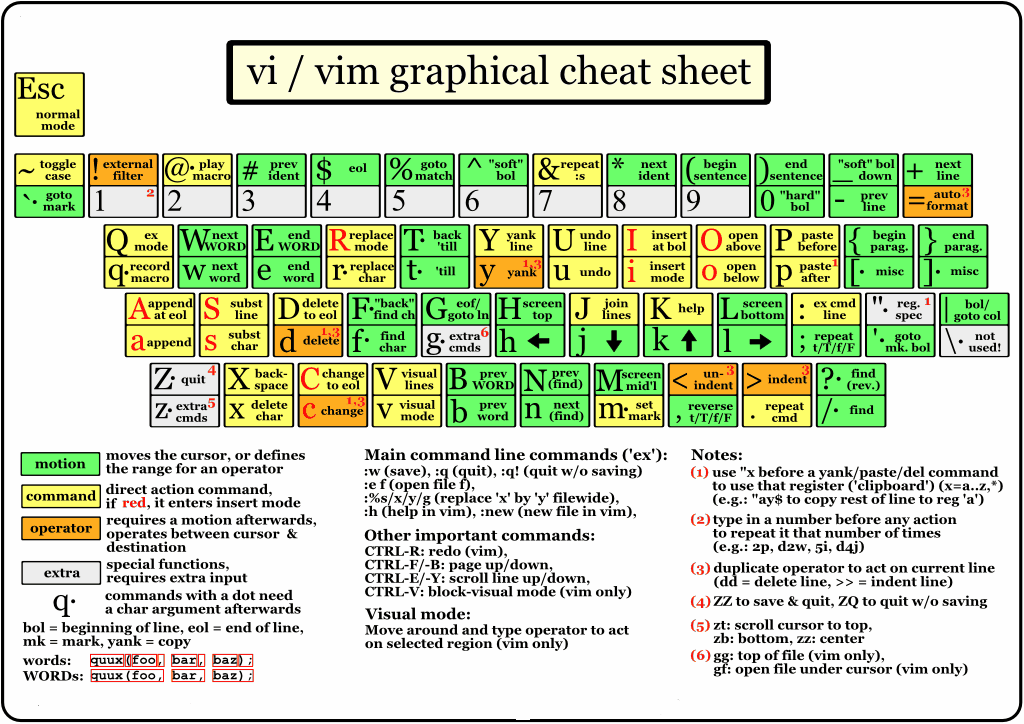 vi / vim graphical cheat sheet
Esc
normal
mode
~ toggle
case
! external
filter
@· play
macro
# prev
ident
$ eol
% goto
match
^ "soft"
bol
& repeat
:s
* next
ident
( begin
sentence
) end
sentence
_ "soft" bol
down
+ next
line
`· goto
mark
1 2
2
3
4
5
6
7
8
9
0 "hard"
bol
- prev
line
= auto 3
format
Q ex
mode
W next
WORD
E end
WORD
R replace
mode
T· back
'till
Y yank
line
U undo
line
I insert
at bol
O open
above
P paste
before
{ begin
parag.
} end
parag.
q· record
macro
w next
word
e end
word
r· replace
char
t· 'till
y yank 1,3
u undo
i insert
mode
o open
below
p paste 1
after
[· misc
]· misc
A append
at eol
S subst
line
D delete
to eol
F· "back"
find ch
G eof/
goto ln
H screen
top
J join
lines
K help
L screen
bottom
: ex cmd
line
"· reg. 1
spec
| bol/
goto col
a append
s subst
char
d delete 1,3
f· find
char
g· extra 6
cmds
h ←
j ↓
k ↑
l →
; repeat
t/T/f/F
'· goto
mk. bol
\· not
used!
Z· quit 4
X back-
space
C change
to eol
V visual
lines
B prev
WORD
N prev
(find)
M screen
mid'l
< un- 3
indent
> indent 3
?· find
(rev.)
z· extra 5
cmds
x delete
char
c change 1,3
v visual
mode
b prev
word
n next
(find)
m· set
mark
, reverse
t/T/f/F
. repeat
cmd
/· find
motion
moves the cursor, or defines
the range for an operator
command
direct action command,
if red, it enters insert mode
operator
requires a motion afterwards,
operates between cursor &
destination
extra
special functions,
requires extra input
q·
commands with a dot need
a char argument afterwards
bol = beginning of line, eol = end of line,
mk = mark, yank = copy
words: quux(foo, bar, baz);
WORDs: quux(foo, bar, baz);
Main command line commands ('ex'):
:w (save), :q (quit), :q! (quit w/o saving)
:e f (open file f),
:%s/x/y/g (replace 'x' by 'y' filewide),
:h (help in vim), :new (new file in vim),
Other important commands:
CTRL-R: redo (vim),
CTRL-F/-B: page up/down,
CTRL-E/-Y: scroll line up/down,
CTRL-V: block-visual mode (vim only)
Visual mode:
Move around and type operator to act
on selected region (vim only)
Notes:
(1) use "x before a yank/paste/del command
to use that register ('clipboard') (x=a..z,*)
(e.g.: "ay$ to copy rest of line to reg 'a')
(2) type in a number before any action
to repeat it that number of times
(e.g.: 2p, d2w, 5i, d4j)
(3) duplicate operator to act on current line
(dd = delete line, >> = indent line)
(4) ZZ to save & quit, ZQ to quit w/o saving
(5) zt: scroll cursor to top,
zb: bottom, zz: center
(6) gg: top of file (vim only),
gf: open file under cursor (vim only)